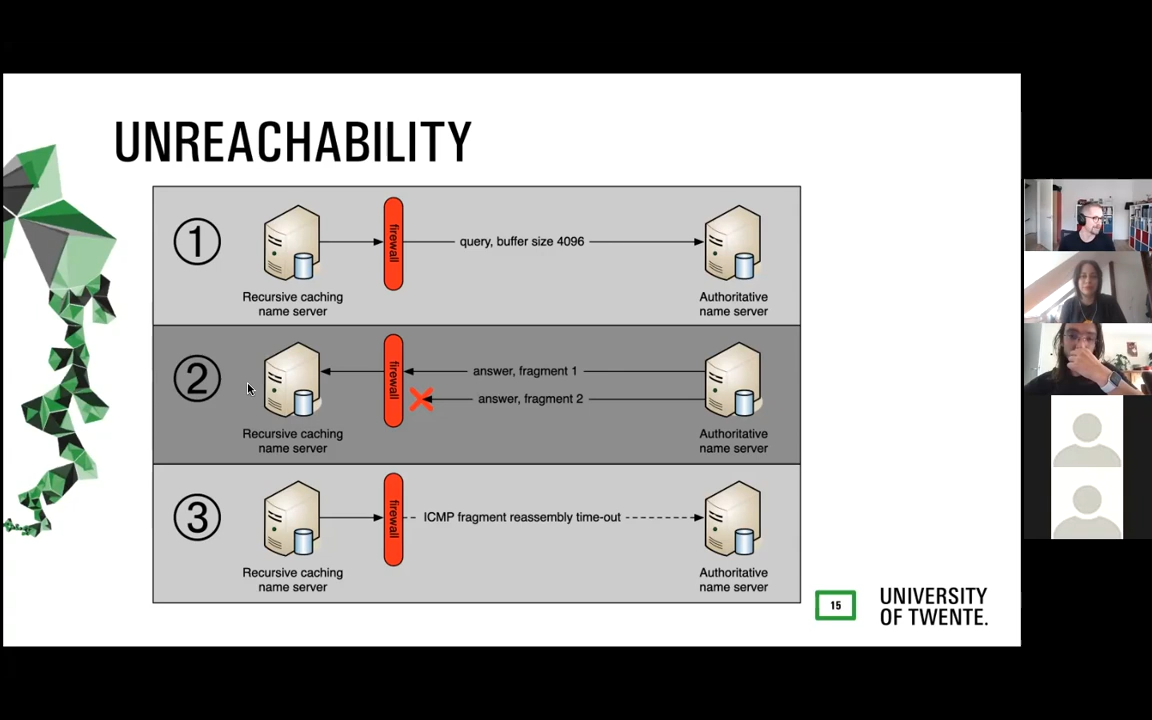 UNREACHABILITY
1
firewall
query, buffer size 4096
Recursive caching
name server
Authoritative
name server
2
firewall
answer, fragment 1
answer, fragment 2
Recursive caching
name server
Authoritative
name server
3
firewall
ICMP fragment reassembly time-out
Recursive caching
name server
Authoritative
name server
15
UNIVERSITY
OF TWENTE.